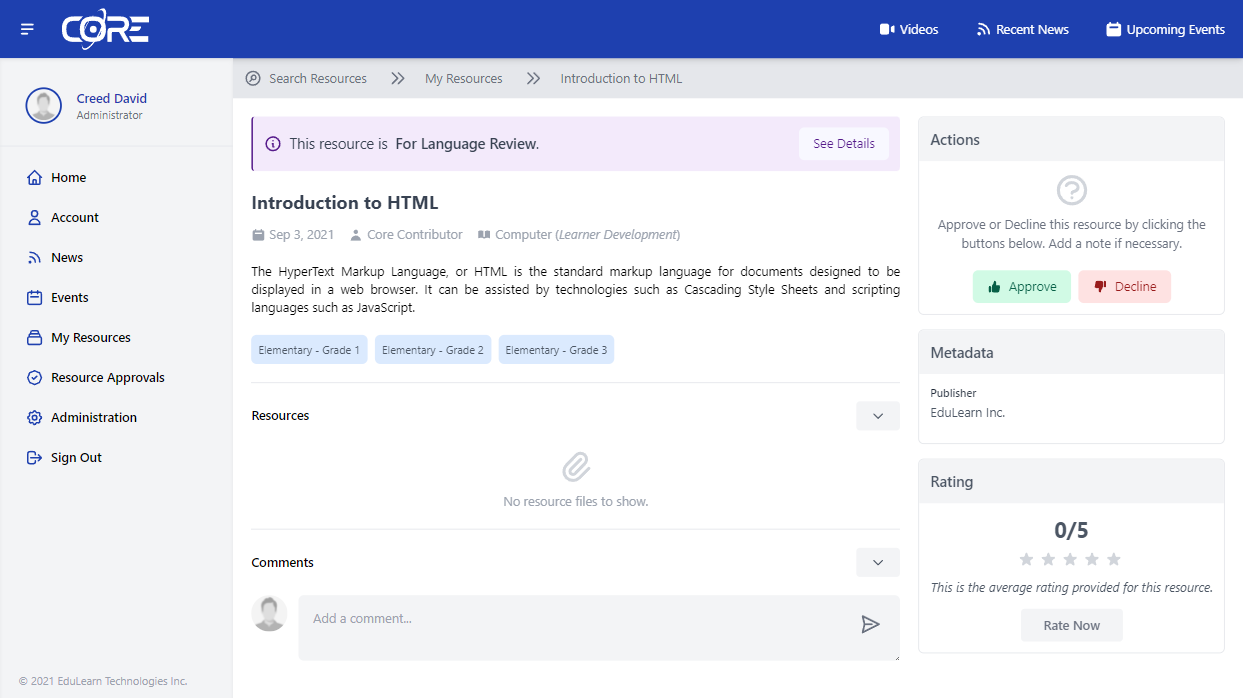 CORE
Videos
Recent News
Upcoming Events
Creed David
Administrator
Home
Account
News
Events
My Resources
Resource Approvals
Administration
Sign Out
© 2021 EduLearn Technologies Inc.
Search Resources
My Resources
Introduction to HTML
This resource is For Language Review.
See Details
Introduction to HTML
Sep 3, 2021 Core Contributor Computer (Learner Development)
The HyperText Markup Language, or HTML is the standard markup language for documents designed to be
displayed in a web browser. It can be assisted by technologies such as Cascading Style Sheets and scripting
languages such as JavaScript.
Elementary - Grade 1
Elementary - Grade 2
Elementary - Grade 3
Resources
No resource files to show.
Comments
Add a comment...
Actions
Approve or Decline this resource by clicking the
buttons below. Add a note if necessary.
Approve
Decline
Metadata
Publisher
EduLearn Inc.
Rating
0/5
This is the average rating provided for this resource.
Rate Now